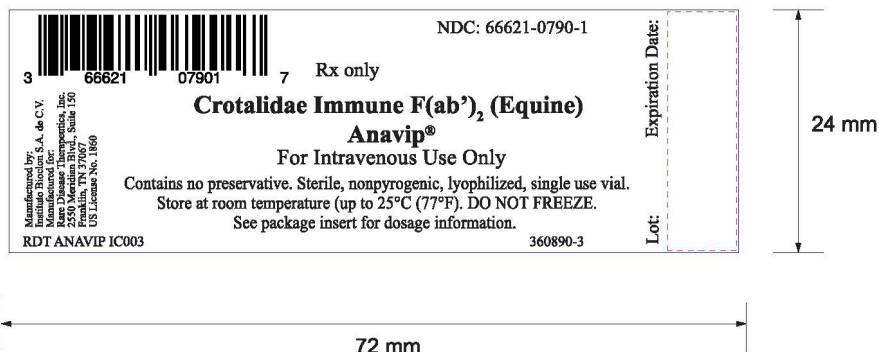 NDC: 66621-0790-1
3 66621 07901 7
Rx only
Crotalidae Immune F(ab’)₂ (Equine)
Anavip®
For Intravenous Use Only
Contains no preservative. Sterile, nonpyrogenic, lyophilized, single use vial.
Store at room temperature (up to 25°C (77°F). DO NOT FREEZE.
See package insert for dosage information.
Manufactured by:
Instituto Bioclon S.A. de C.V.
Manufactured for:
Rare Disease Therapeutics, Inc.
2550 Meridian Blvd., Suite 150
Franklin, TN 37067
US License No. 1860
RDT ANAVIP IC003
360890-3
Lot:
Expiration Date:
24 mm
72 mm